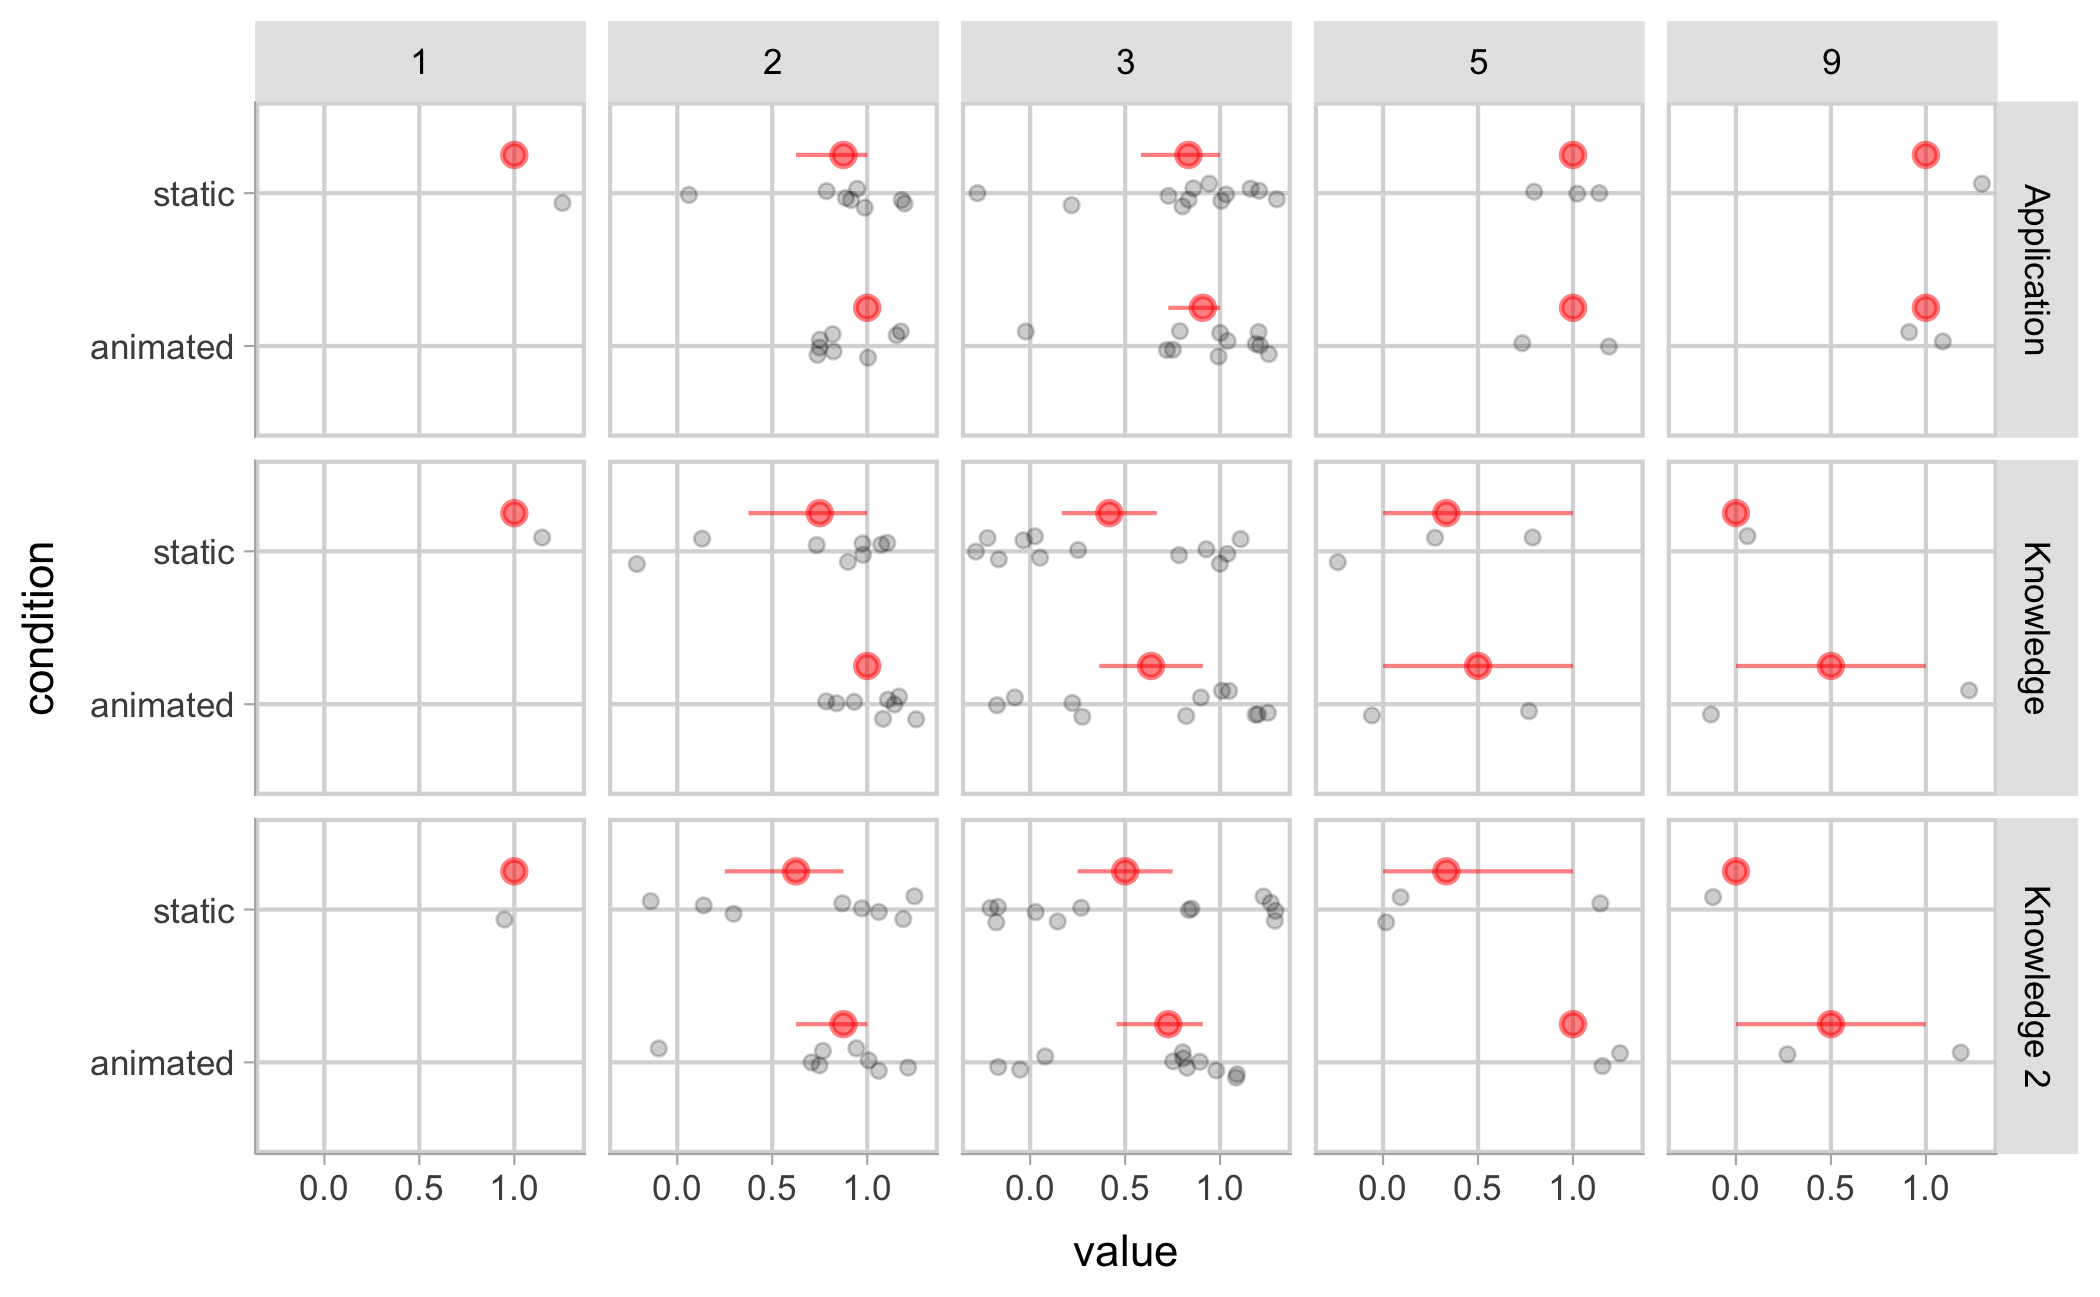 1 2 3 5 9
static
animated
Application
static
animated
Knowledge
static
animated
Knowledge 2
condition
0.0 0.5 1.0 0.0 0.5 1.0 0.0 0.5 1.0 0.0 0.5 1.0 0.0 0.5 1.0
value